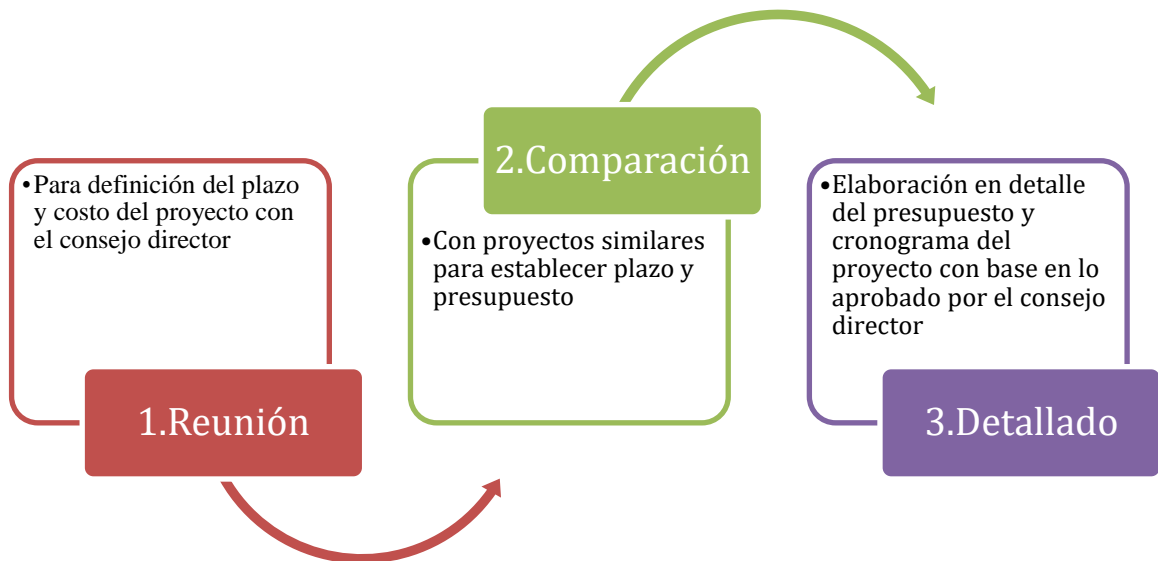 •Para definición del plazo
y costo del proyecto con
el consejo director
1.Reunión
2.Comparación
•Con proyectos similares
para establecer plazo y
presupuesto
•Elaboración en detalle
del presupuesto y
cronograma del
proyecto con base en lo
aprobado por el consejo
director
3.Detallado